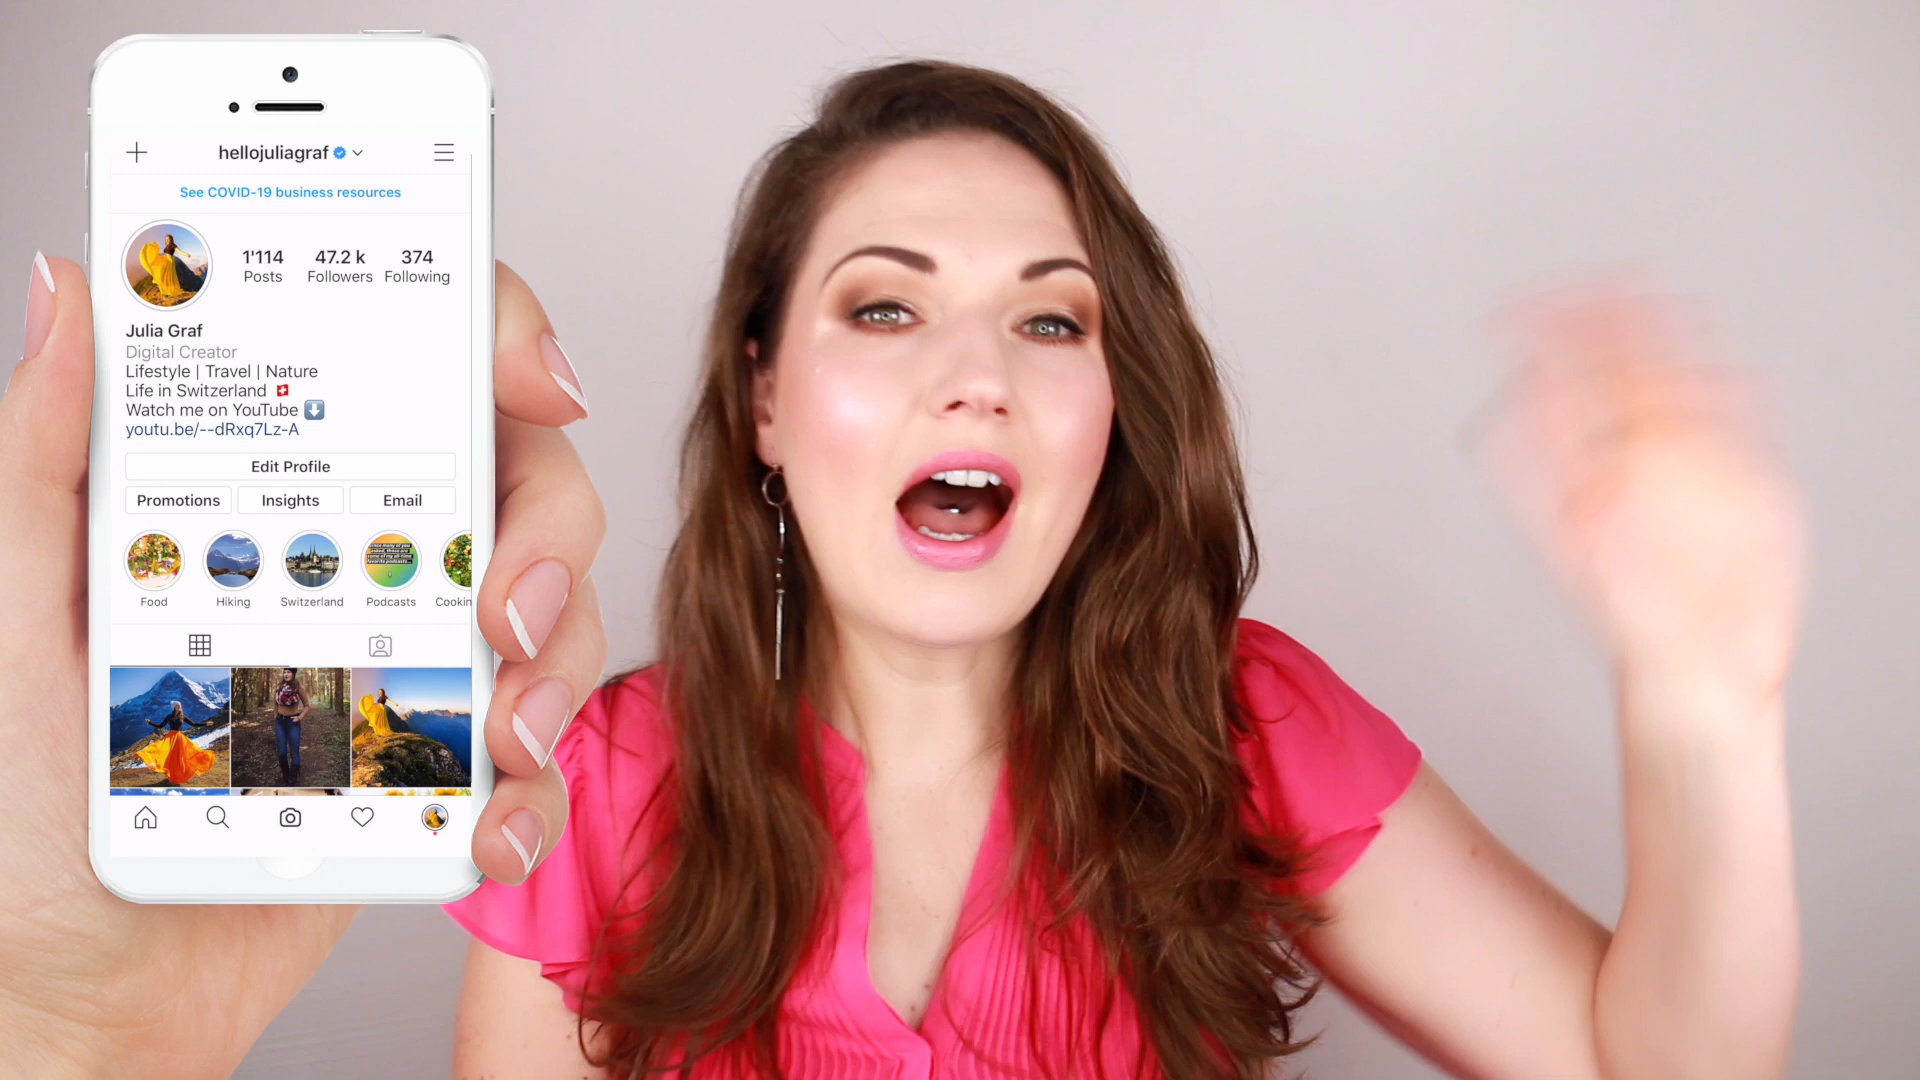 hellojuliagraf
See COVID-19 business resources
1'114 47.2 k 374
Posts Followers Following
Julia Graf
Digital Creator
Lifestyle | Travel | Nature
Life in Switzerland 🇨🇭
Watch me on YouTube ⬇️
youtu.be/--dRxq7Lz-A
Edit Profile
Promotions Insights Email
Food Hiking Switzerland Podcasts Cookin